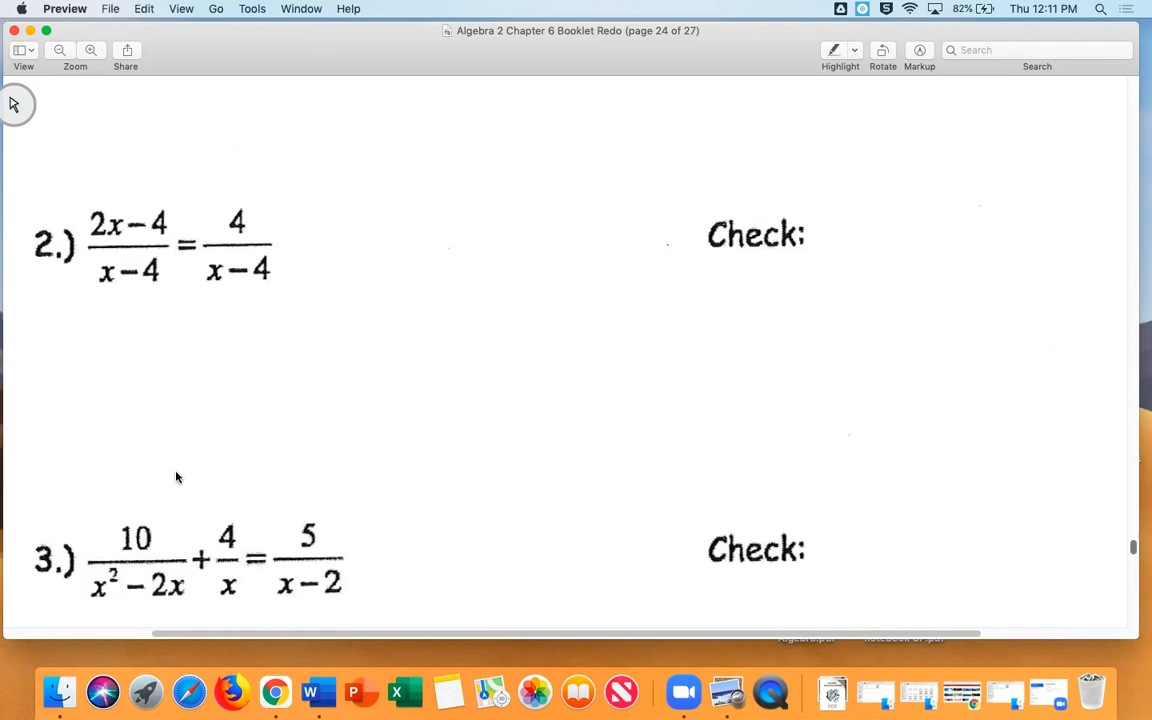 Preview File Edit View Go Tools Window Help 82% Thu 12:11 PM
Algebra 2 Chapter 6 Booklet Redo (page 24 of 27)
Search
View Zoom Share Highlight Rotate Markup Search
2.) (2x-4)/(x-4) = 4/(x-4) Check:
3.) 10/(x²-2x) + 4/x = 5/(x-2) Check: